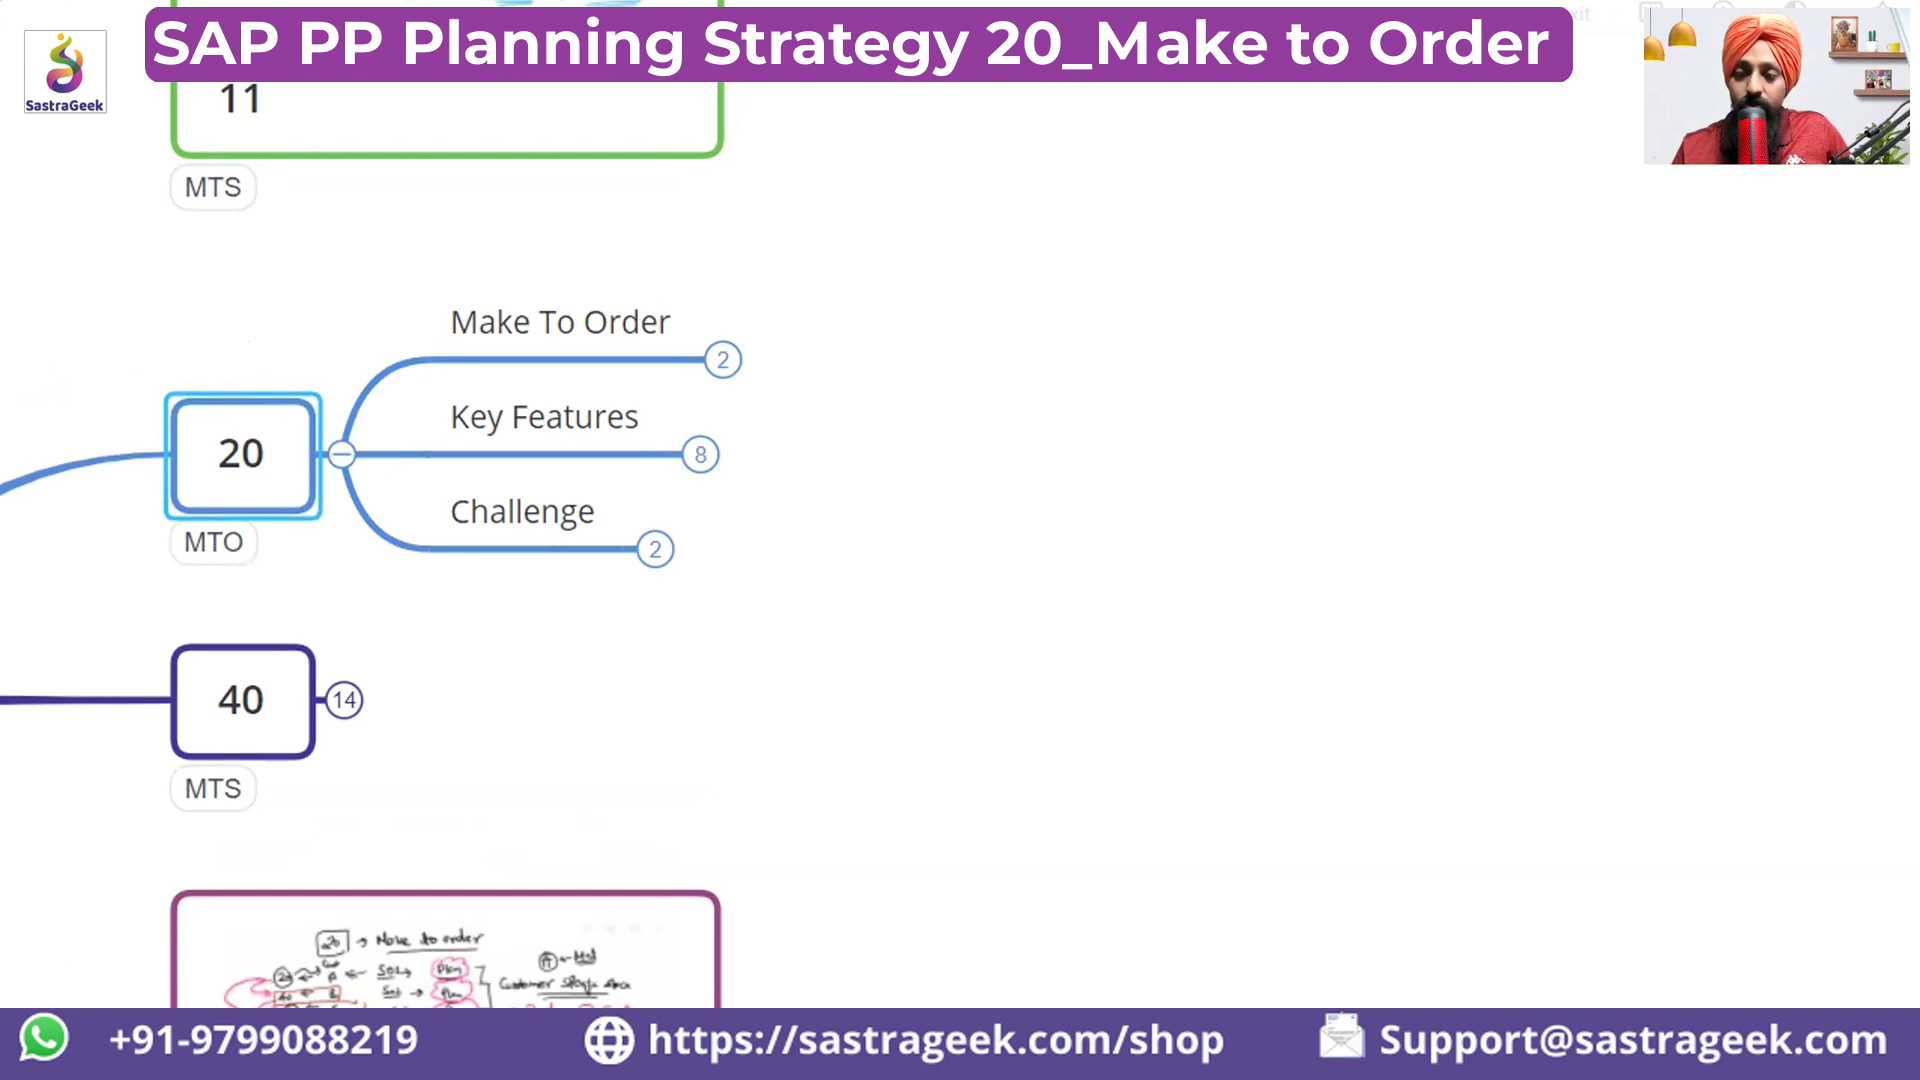 SAP PP Planning Strategy 20_Make to Order
SastraGeek
11
MTS
Make To Order
2
Key Features
8
20
Challenge
2
MTO
40
14
MTS
20 → Make to order
+91-9799088219
https://sastrageek.com/shop
Support@sastrageek.com